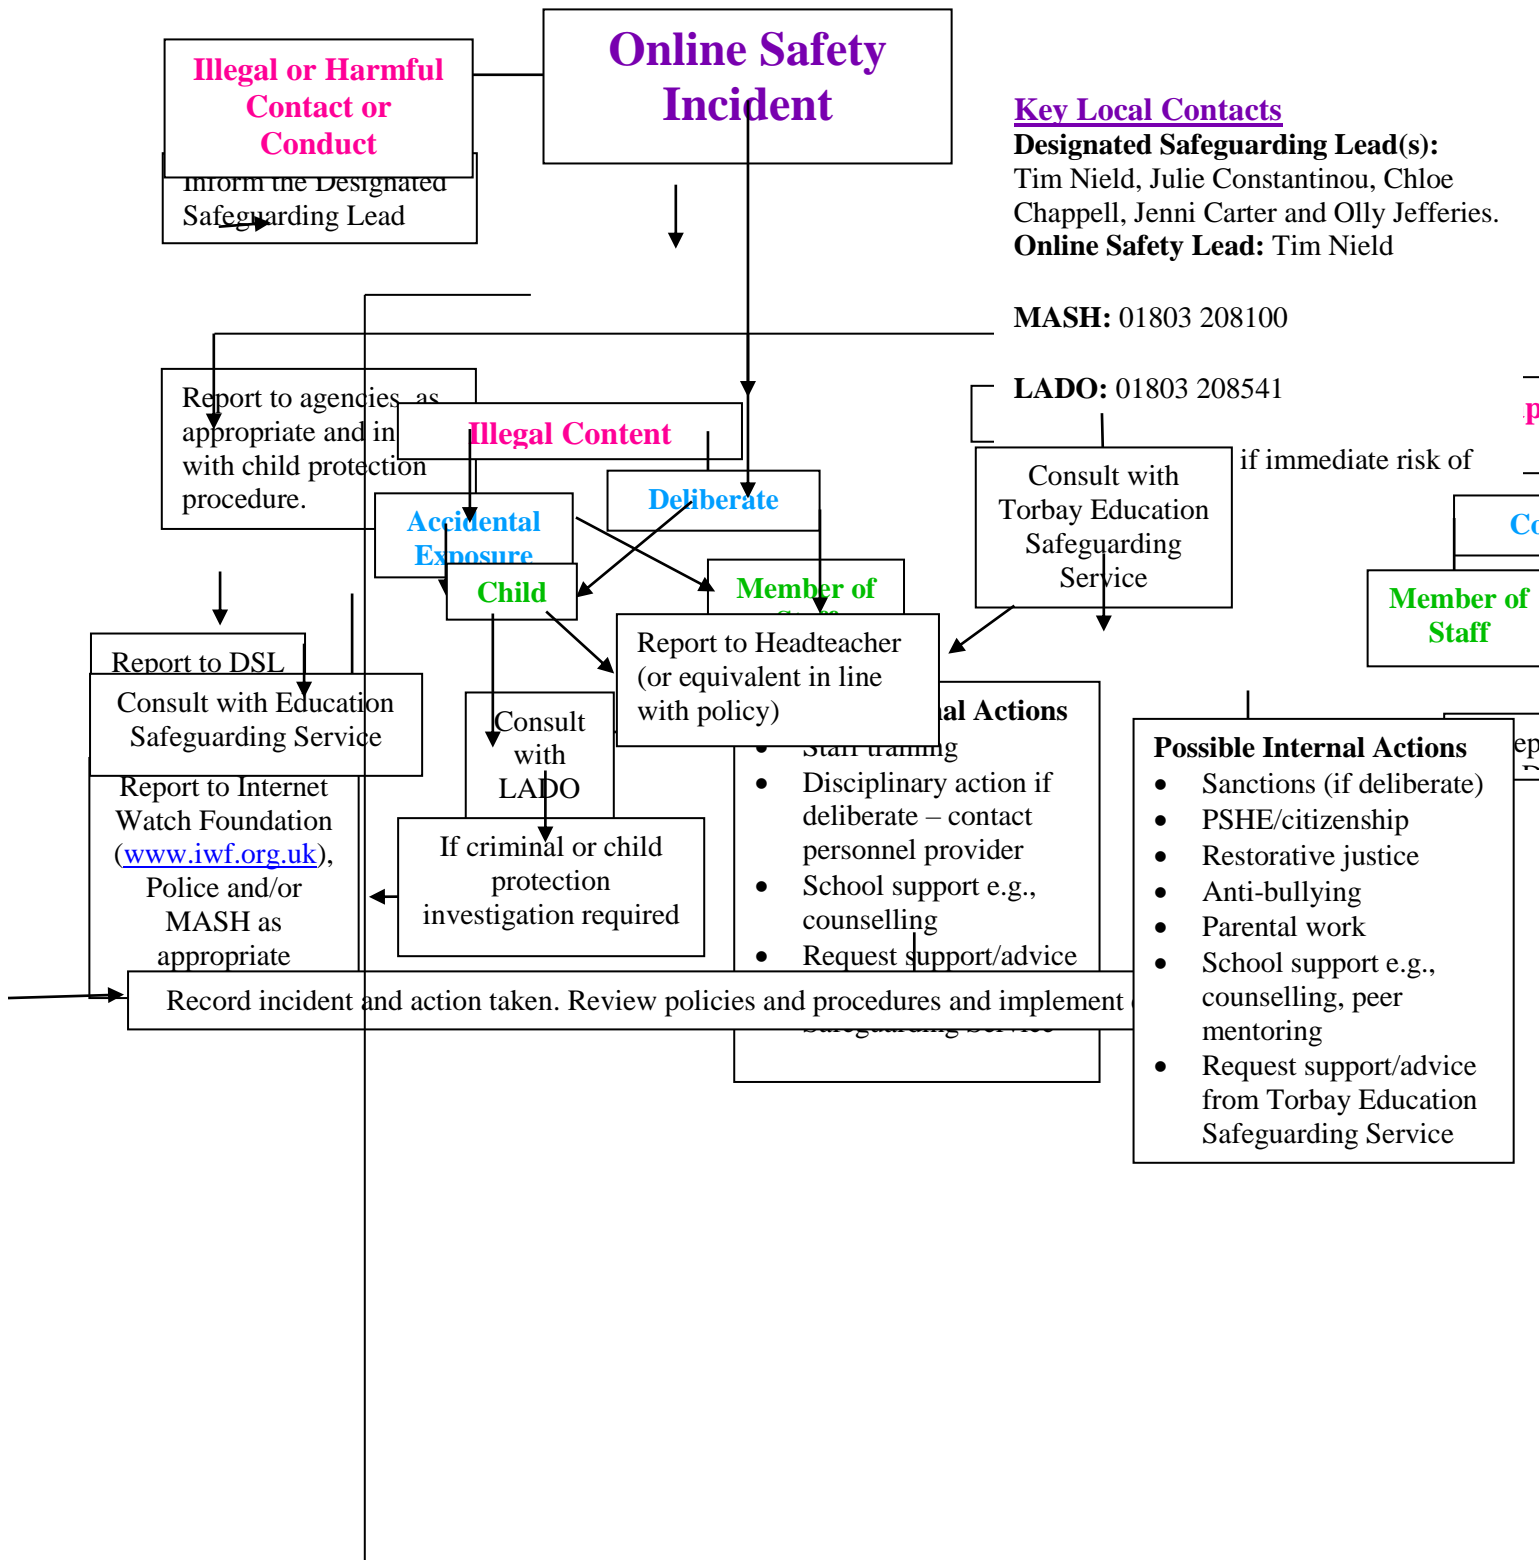 Online Safety
Incident
Illegal or Harmful
Contact or
Conduct
Inform the Designated
Safeguarding Lead
Key Local Contacts
Designated Safeguarding Lead(s):
Tim Nield, Julie Constantinou, Chloe
Chappell, Jenni Carter and Olly Jefferies.
Online Safety Lead: Tim Nield
MASH: 01803 208100
LADO: 01803 208541
if immediate risk of
Report to agencies, as
appropriate and in
with child protection
procedure.
Illegal Content
Accidental
Exposure
Deliberate
Child
Member of
Consult with
Torbay Education
Safeguarding
Service
Member of
Staff
Report to Headteacher
(or equivalent in line
with policy)
Report to DSL
Consult with Education
Safeguarding Service
Report to Internet
Watch Foundation
(www.iwf.org.uk),
Police and/or
MASH as
appropriate
Consult
with
LADO
If criminal or child
protection
investigation required
Actions
Staff training
• Disciplinary action if
deliberate – contact
personnel provider
• School support e.g.,
counselling
• Request support/advice
Safeguarding Service
Record incident and action taken. Review policies and procedures and implement
Possible Internal Actions
• Sanctions (if deliberate)
• PSHE/citizenship
• Restorative justice
• Anti-bullying
• Parental work
• School support e.g.,
counselling, peer
mentoring
• Request support/advice
from Torbay Education
Safeguarding Service